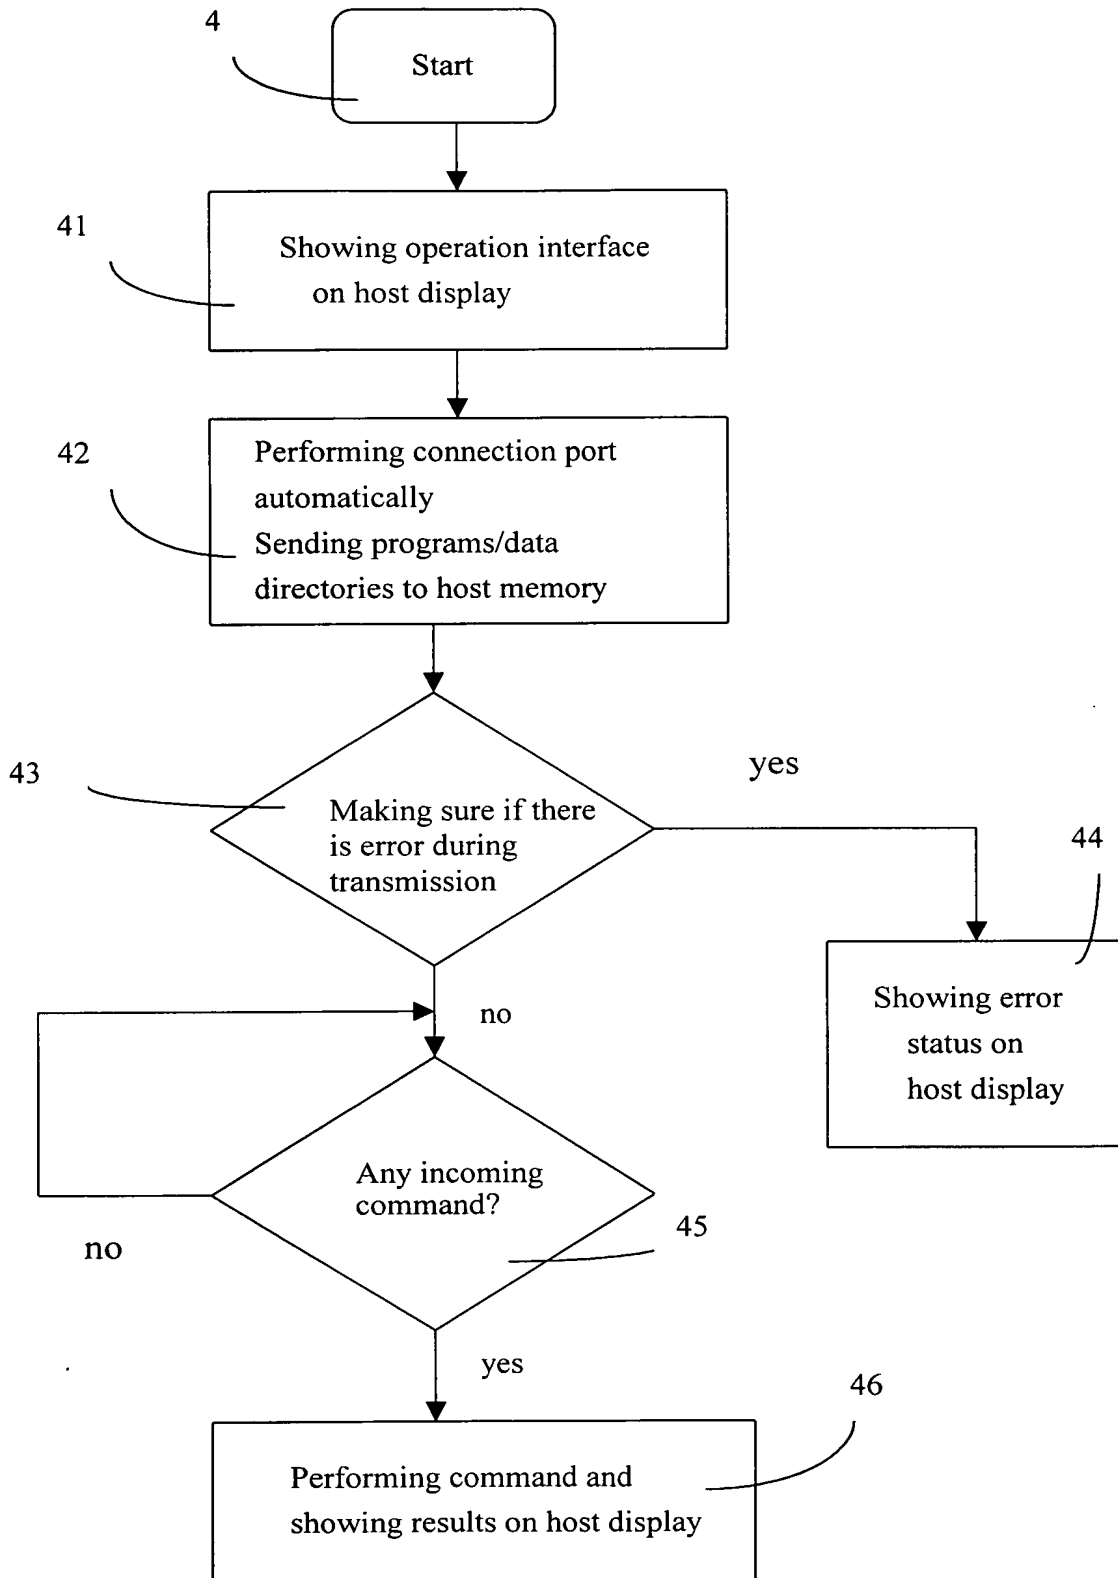 4
Start
41
Showing operation interface
on host display
42
Performing connection port
automatically
Sending programs/data
directories to host memory
43
Making sure if there
is error during
transmission
yes
44
Showing error
status on
host display
no
Any incoming
command?
45
no
yes
46
Performing command and
showing results on host display